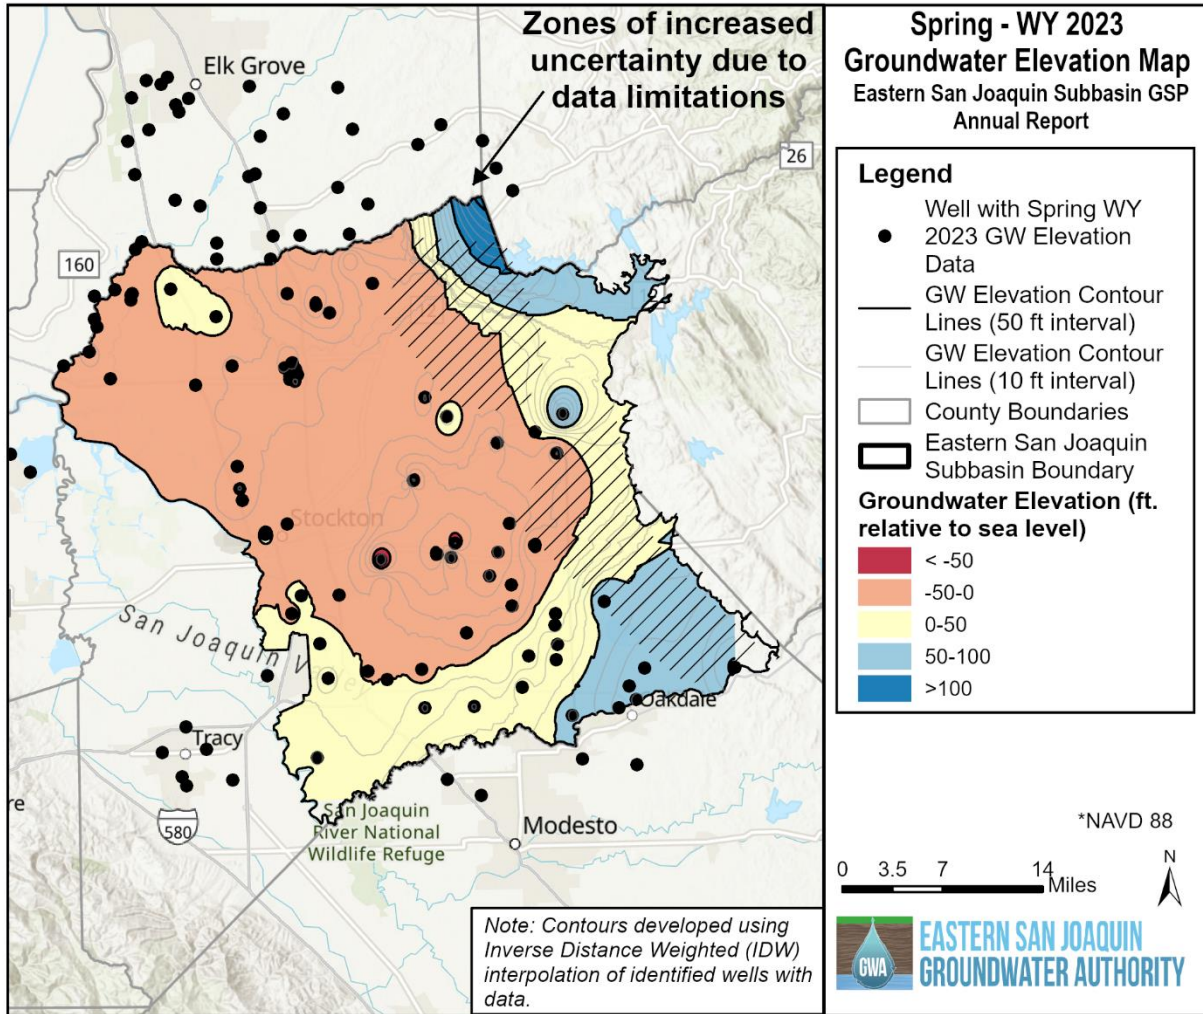 Zones of increased
uncertainty due to
data limitations
Elk Grove
26
160
Stockton
San Joaquin V
Oakdale
Tracy
580
San Joaquin
River National
Wildlife Refuge
Modesto
re
Note: Contours developed using
Inverse Distance Weighted (IDW)
interpolation of identified wells with
data.
Spring - WY 2023
Groundwater Elevation Map
Eastern San Joaquin Subbasin GSP
Annual Report
Legend
Well with Spring WY
2023 GW Elevation
Data
GW Elevation Contour
Lines (50 ft interval)
GW Elevation Contour
Lines (10 ft interval)
County Boundaries
Eastern San Joaquin
Subbasin Boundary
Groundwater Elevation (ft.
relative to sea level)
< -50
-50-0
0-50
50-100
>100
*NAVD 88
0 3.5 7 14 Miles
N
GWA
EASTERN SAN JOAQUIN
GROUNDWATER AUTHORITY